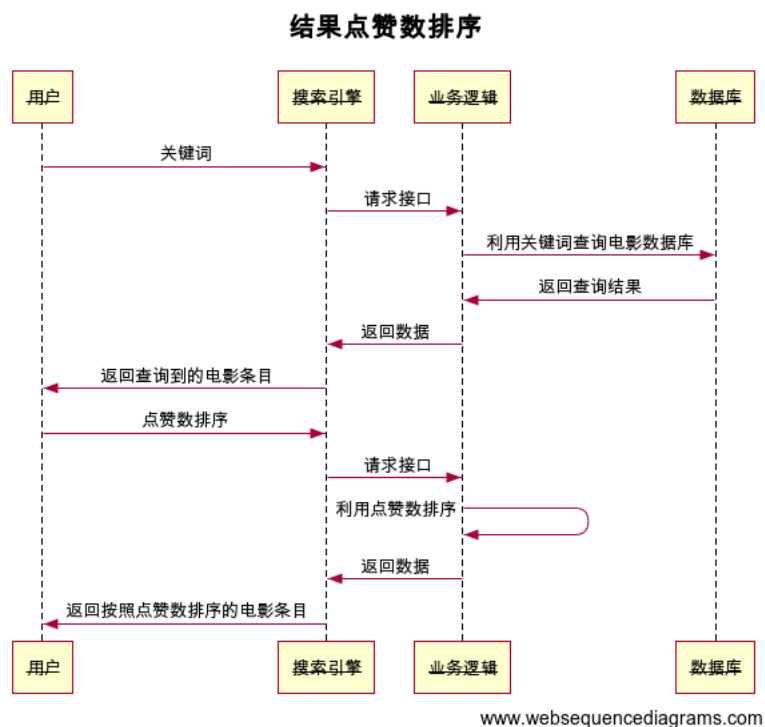 结果点赞数排序
用户 搜索引擎 业务逻辑 数据库
关键词
请求接口
利用关键词查询电影数据库
返回查询结果
返回数据
返回查询到的电影条目
点赞数排序
请求接口
利用点赞数排序
返回数据
返回按照点赞数排序的电影条目
用户 搜索引擎 业务逻辑 数据库
www.websequencediagrams.com